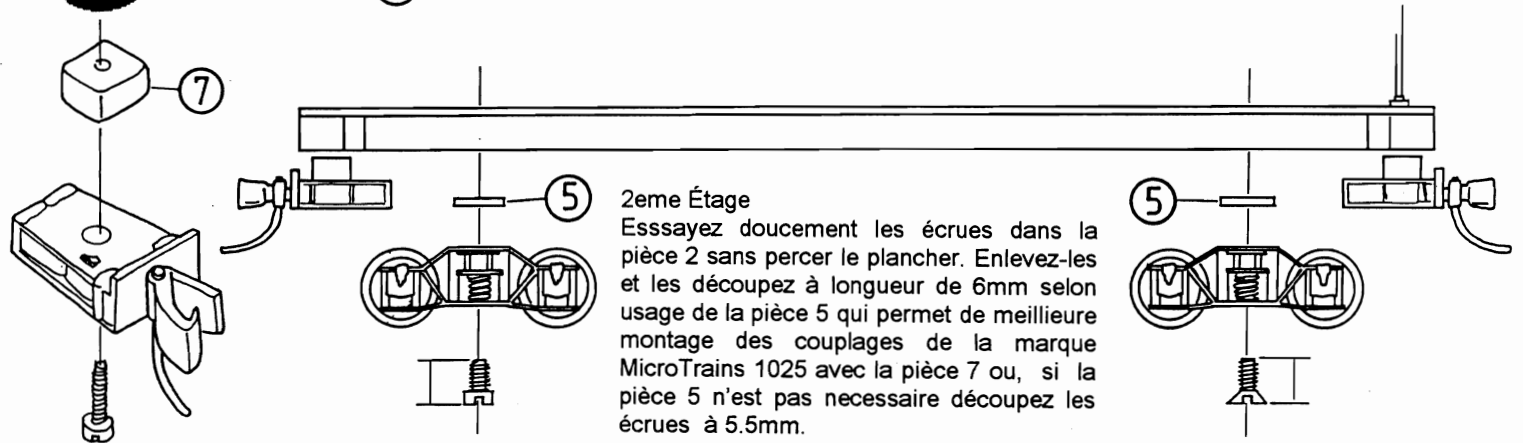 7
5
5
2eme Étage
Esssayez doucement les écrues dans la
pièce 2 sans percer le plancher. Enlevez-les
et les découpez à longueur de 6mm selon
usage de la pièce 5 qui permet de meillieure
montage des couplages de la marque
MicroTrains 1025 avec la pièce 7 ou, si la
pièce 5 n'est pas necessaire découpez les
écrues à 5.5mm.